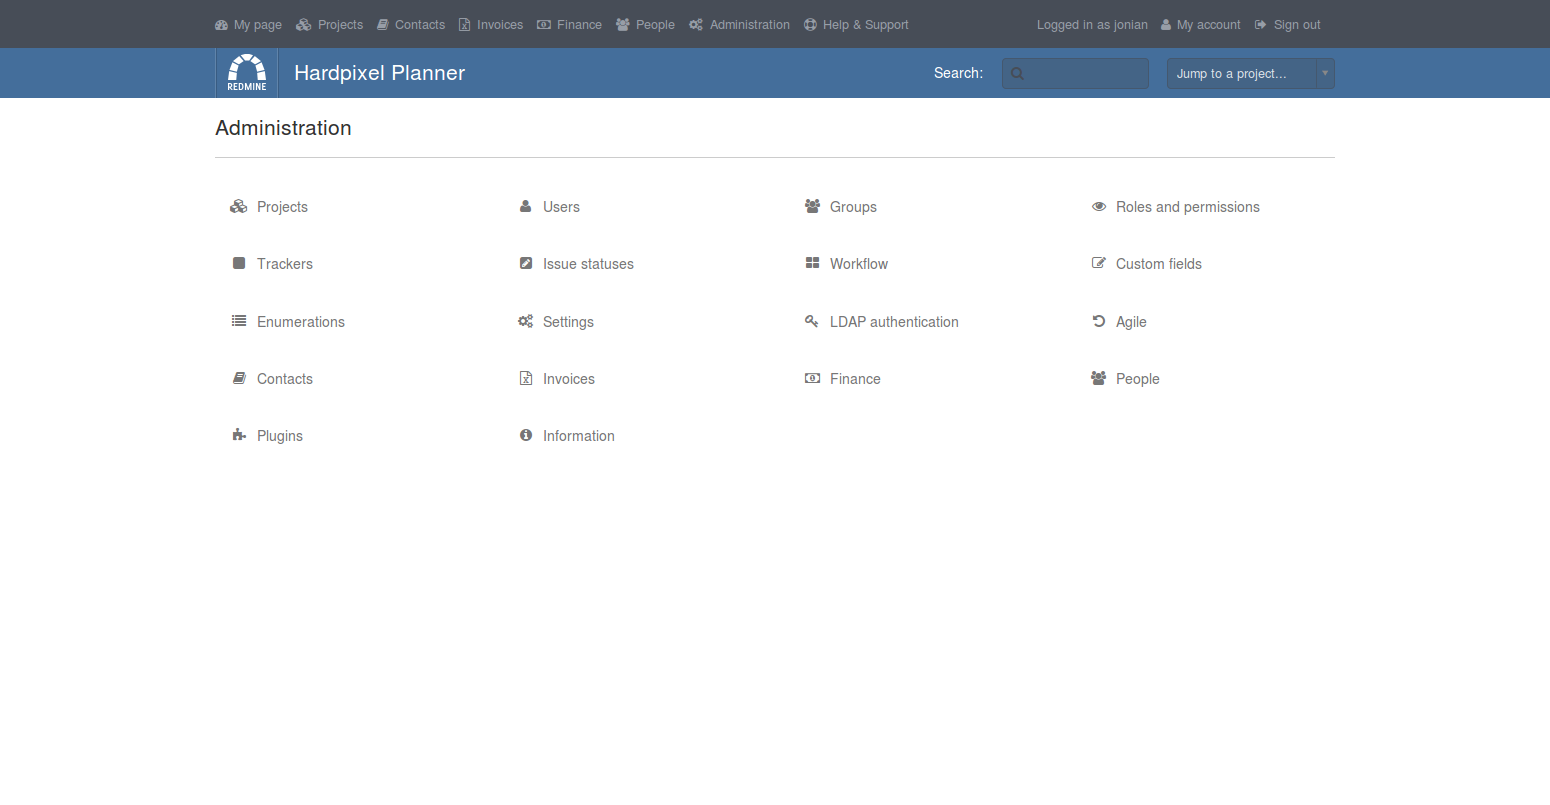 My page Projects Contacts Invoices Finance People Administration Help & Support Logged in as jonian My account Sign out
REDMINE Hardpixel Planner Search: Jump to a project...
Administration
Projects Users Groups Roles and permissions
Trackers Issue statuses Workflow Custom fields
Enumerations Settings LDAP authentication Agile
Contacts Invoices Finance People
Plugins Information